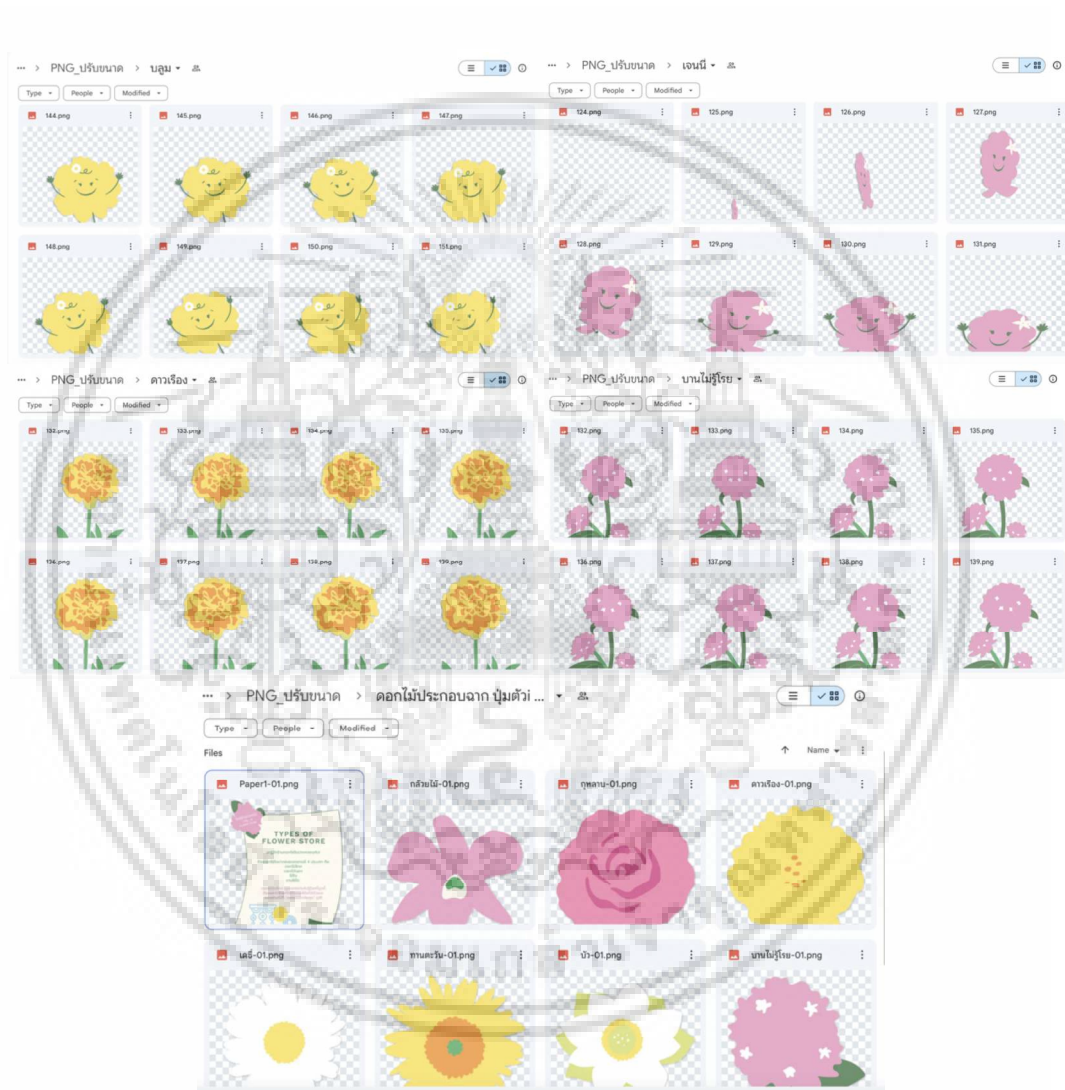 ... > PNG_ปรับขนาด > บลูม
Type People Modified
144.png 145.png 146.png 147.png
148.png 149.png 150.png 151.png
... > PNG_ปรับขนาด > เจนนี่
Type People Modified
124.png 125.png 126.png 127.png
128.png 129.png 130.png 131.png
... > PNG_ปรับขนาด > ดาวเรือง
Type People Modified
132.png 133.png 134.png 135.png
136.png 137.png 138.png 139.png
... > PNG_ปรับขนาด > บานไม่รู้โรย
Type People Modified
132.png 133.png 134.png 135.png
136.png 137.png 138.png 139.png
... > PNG_ปรับขนาด > ดอกไม้ประกอบฉาก ปุ่มตัวi ...
Type People Modified
Files Name
Paper1-01.png กล้วยไม้-01.png กุหลาบ-01.png ดาวเรือง-01.png
TYPES OF
FLOWER STORE
เดซี่-01.png ทานตะวัน-01.png บัว-01.png บานไม่รู้โรย-01.png